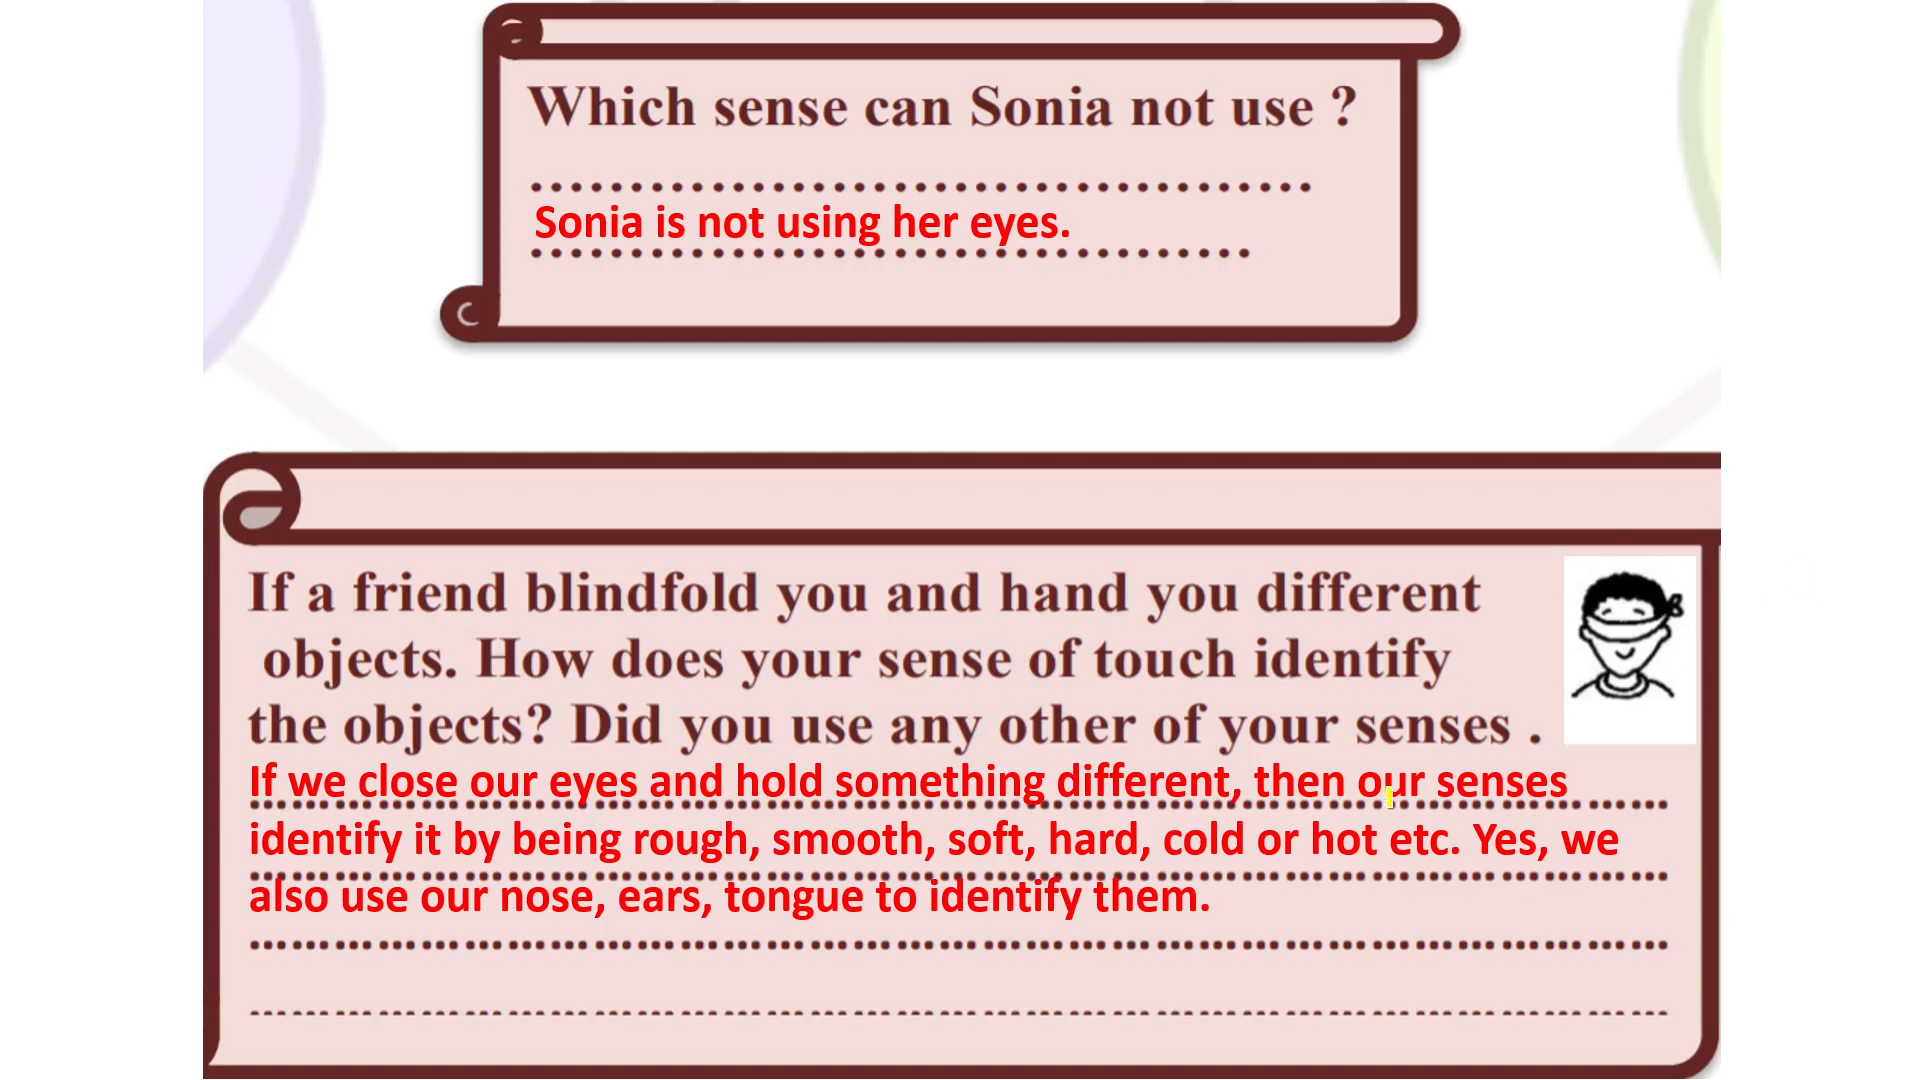 Which sense can Sonia not use ?
Sonia is not using her eyes.
If a friend blindfold you and hand you different
objects. How does your sense of touch identify
the objects? Did you use any other of your senses .
If we close our eyes and hold something different, then our senses
identify it by being rough, smooth, soft, hard, cold or hot etc. Yes, we
also use our nose, ears, tongue to identify them.